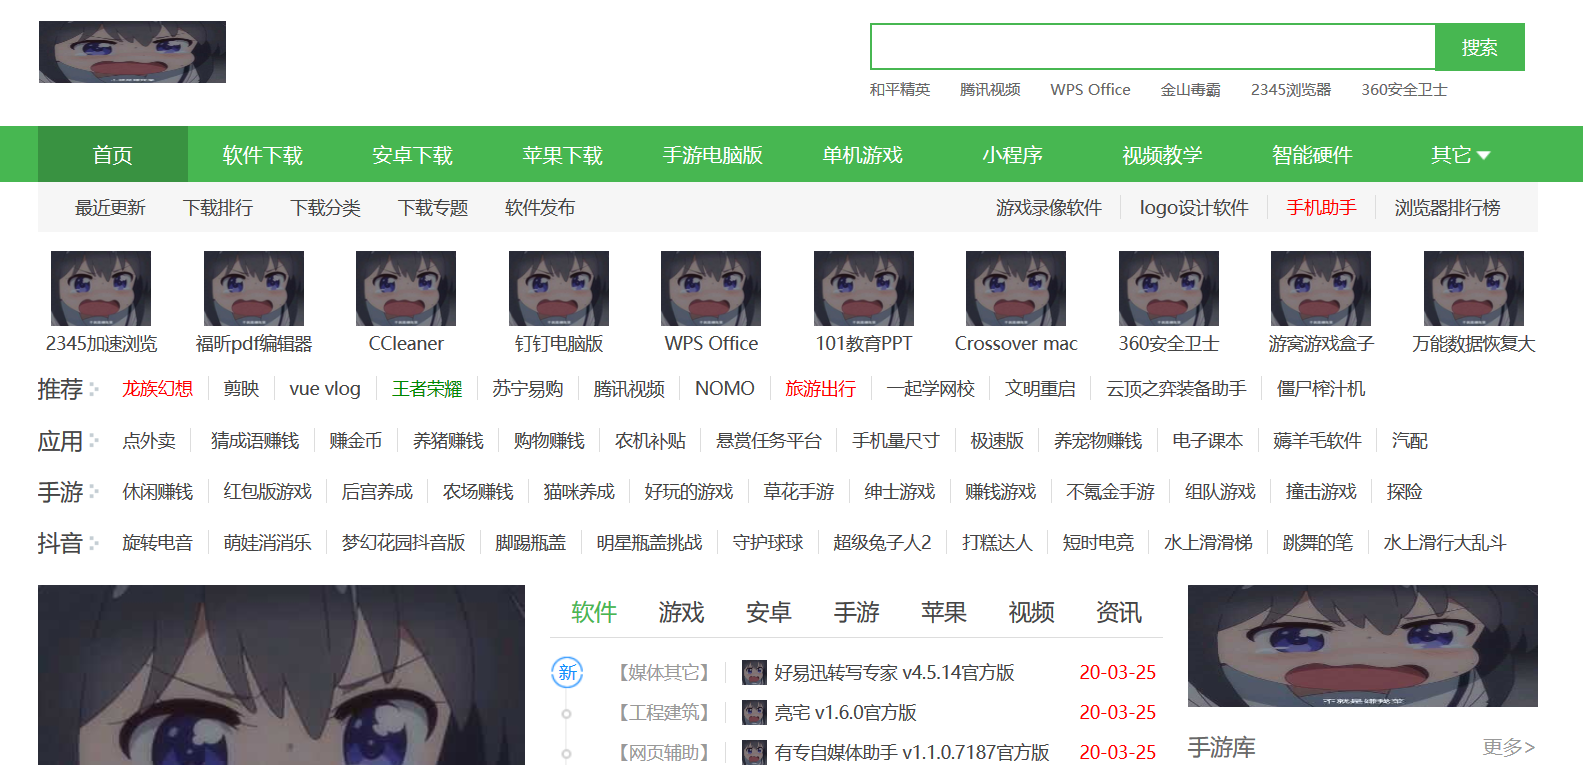 搜索
和平精英 腾讯视频 WPS Office 金山毒霸 2345浏览器 360安全卫士
首页 软件下载 安卓下载 苹果下载 手游电脑版 单机游戏 小程序 视频教学 智能硬件 其它
最近更新 下载排行 下载分类 下载专题 软件发布 游戏录像软件 logo设计软件 手机助手 浏览器排行榜
2345加速浏览 福昕pdf编辑器 CCleaner 钉钉电脑版 WPS Office 101教育PPT Crossover mac 360安全卫士 游窝游戏盒子 万能数据恢复大
推荐 龙族幻想 剪映 vue vlog 王者荣耀 苏宁易购 腾讯视频 NOMO 旅游出行 一起学网校 文明重启 云顶之弈装备助手 僵尸榨汁机
应用 点外卖 猜成语赚钱 赚金币 养猪赚钱 购物赚钱 农机补贴 悬赏任务平台 手机量尺寸 极速版 养宠物赚钱 电子课本 薅羊毛软件 汽配
手游 休闲赚钱 红包版游戏 后宫养成 农场赚钱 猫咪养成 好玩的游戏 草花手游 绅士游戏 赚钱游戏 不氪金手游 组队游戏 撞击游戏 探险
抖音 旋转电音 萌娃消消乐 梦幻花园抖音版 脚踢瓶盖 明星瓶盖挑战 守护球球 超级兔子人2 打糕达人 短时电竞 水上滑滑梯 跳舞的笔 水上滑行大乱斗
软件 游戏 安卓 手游 苹果 视频 资讯
新 【媒体其它】 好易迅转写专家 v4.5.14官方版 20-03-25
【工程建筑】 亮宅 v1.6.0官方版 20-03-25
【网页辅助】 有专自媒体助手 v1.1.0.7187官方版 20-03-25
手游库 更多>